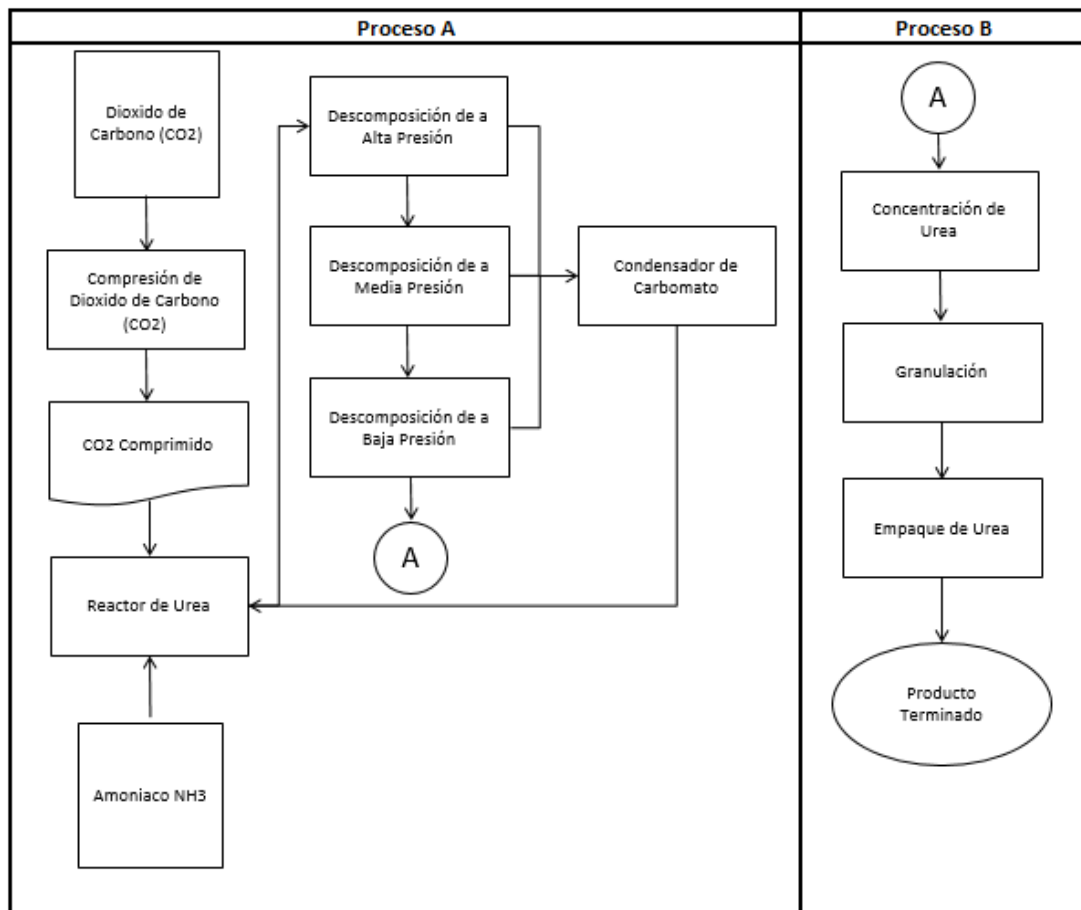 Proceso A
Dioxido de
Carbono (CO2)
Compresión de
Dioxido de Carbono
(CO2)
CO2 Comprimido
Reactor de Urea
Amoniaco NH3
Descomposición de a
Alta Presión
Descomposición de a
Media Presión
Descomposición de a
Baja Presión
A
Condensador de
Carbomato
Proceso B
A
Concentración de
Urea
Granulación
Empaque de Urea
Producto
Terminado